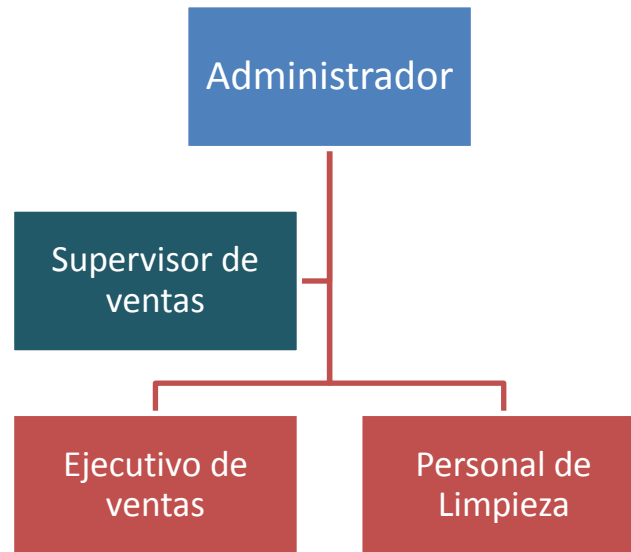 Administrador
Supervisor de
ventas
Ejecutivo de
ventas
Personal de
Limpieza